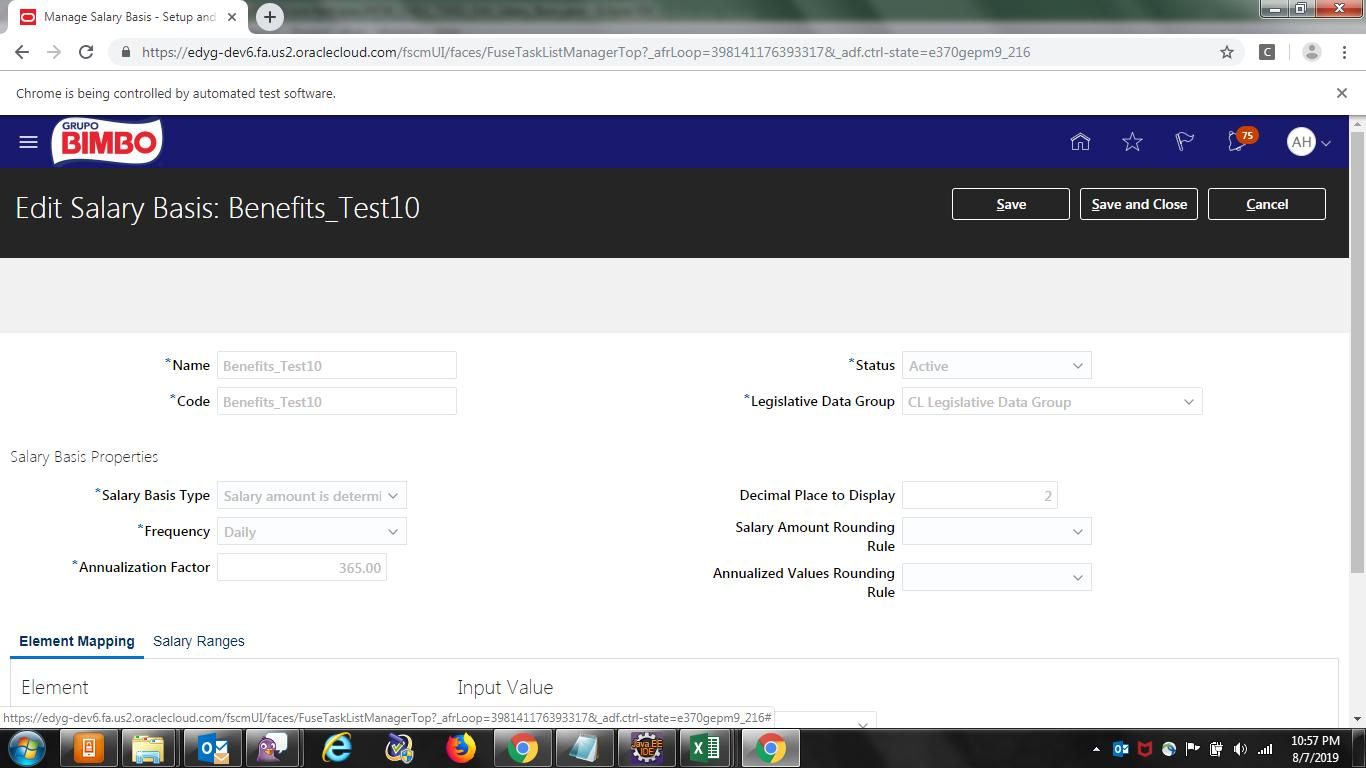 Manage Salary Basis - Setup and
https://edyg-dev6.fa.us2.oraclecloud.com/fscmUI/faces/FuseTaskListManagerTop?_afrLoop=398141176393317&_adf.ctrl-state=e370gepm9_216
C
Chrome is being controlled by automated test software.
GRUPO
BIMBO
75
AH
Edit Salary Basis: Benefits_Test10
Save
Save and Close
Cancel
*Name Benefits_Test10
*Status Active
*Code Benefits_Test10
*Legislative Data Group CL Legislative Data Group
Salary Basis Properties
*Salary Basis Type Salary amount is determi
Decimal Place to Display 2
*Frequency Daily
Salary Amount Rounding
Rule
*Annualization Factor 365.00
Annualized Values Rounding
Rule
Element Mapping
Salary Ranges
Element
Input Value
https://edyg-dev6.fa.us2.oraclecloud.com/fscmUI/faces/FuseTaskListManagerTop?_afrLoop=398141176393317&_adf.ctrl-state=e370gepm9_216#
Java EE
IDE
10:57 PM
8/7/2019